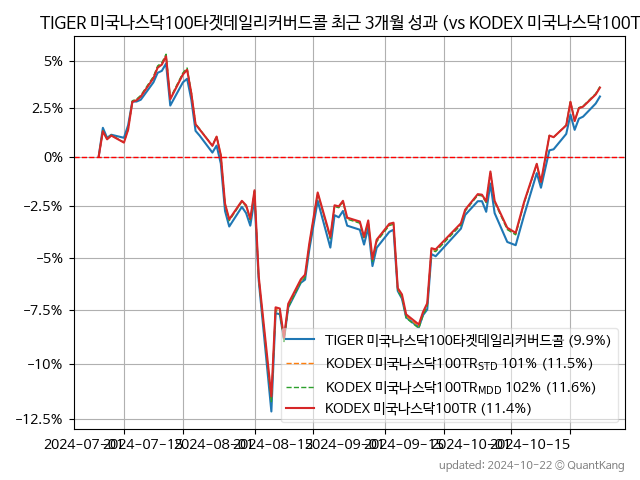 TIGER 미국나스닥100타겟데일리커버드콜 최근 3개월 성과 (vs KODEX 미국나스닥100T
5%
2.5%
0%
−2.5%
−5%
−7.5%
−10%
−12.5%
TIGER 미국나스닥100타겟데일리커버드콜 (9.9%)
KODEX 미국나스닥100TRSTD 101% (11.5%)
KODEX 미국나스닥100TRMDD 102% (11.6%)
KODEX 미국나스닥100TR (11.4%)
2024-07-01 2024-07-15 2024-08-01 2024-08-15 2024-09-01 2024-09-15 2024-10-01 2024-10-15
updated: 2024-10-22 © QuantKang